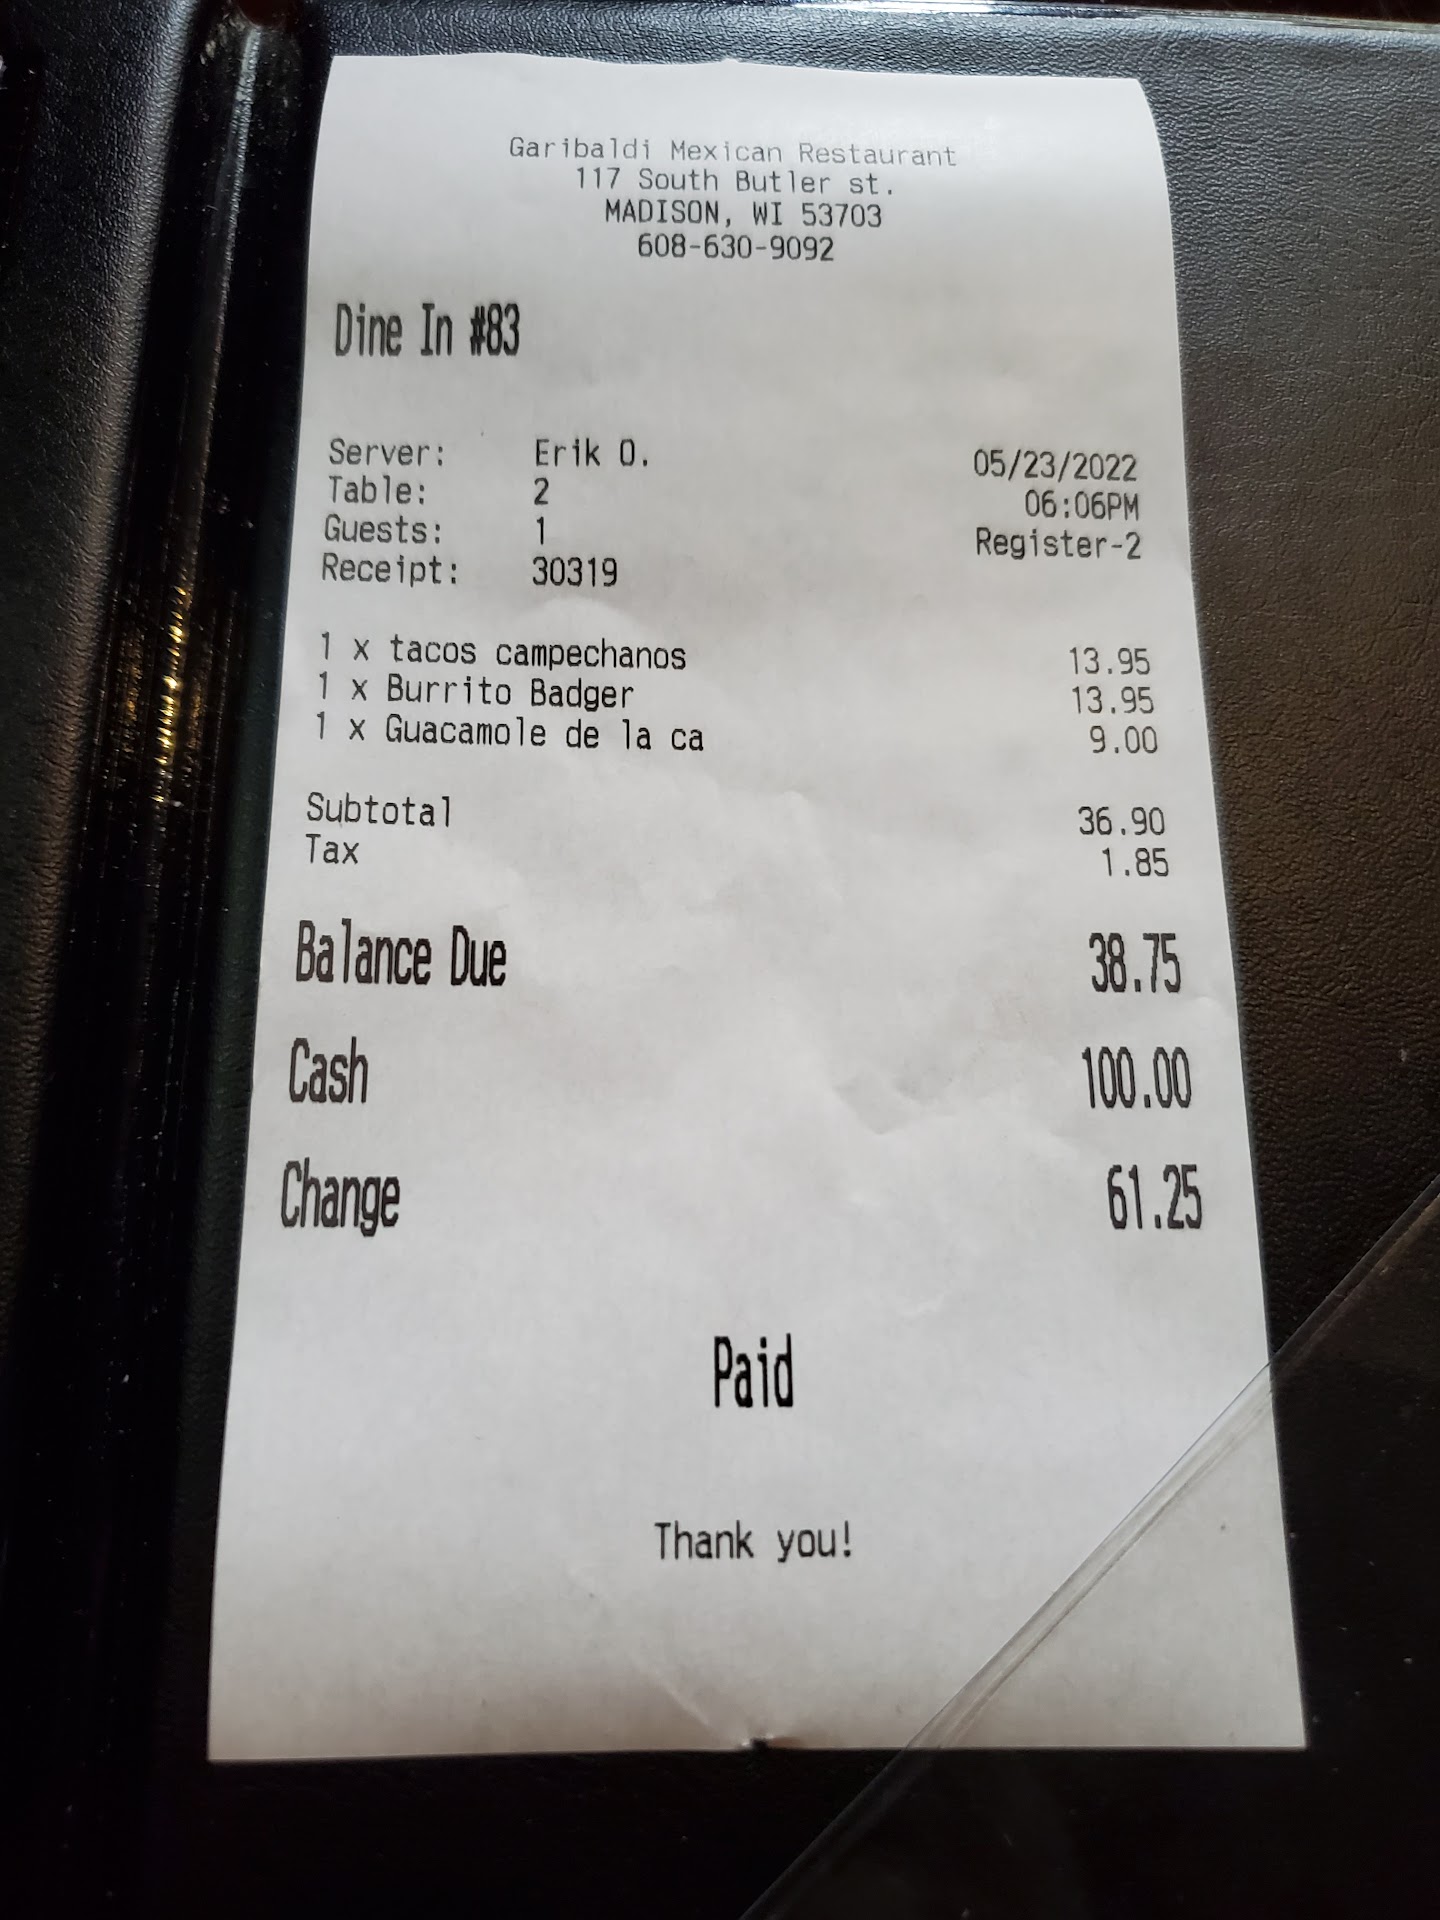 Garibaldi Mexican Restaurant
117 South Butler st.
MADISON, WI 53703
608-630-9092
Dine In #83
Server: Erik O. 05/23/2022
Table: 2 06:06PM
Guests: 1 Register-2
Receipt: 30319
1 x tacos campechanos 13.95
1 x Burrito Badger 13.95
1 x Guacamole de la ca 9.00
Subtotal 36.90
Tax 1.85
Balance Due 38.75
Cash 100.00
Change 61.25
Paid
Thank you!